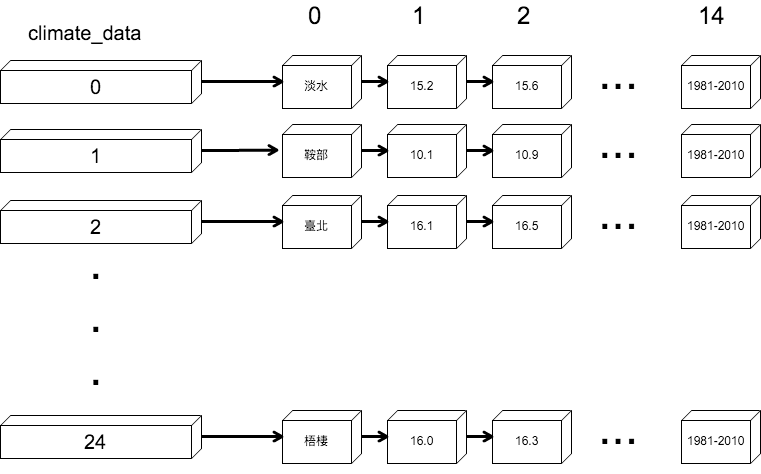 0 1 2 14
climate_data
0 淡水 15.2 15.6 ... 1981-2010
1 鞍部 10.1 10.9 ... 1981-2010
2 臺北 16.1 16.5 ... 1981-2010
.
.
.
24 梧棲 16.0 16.3 ... 1981-2010